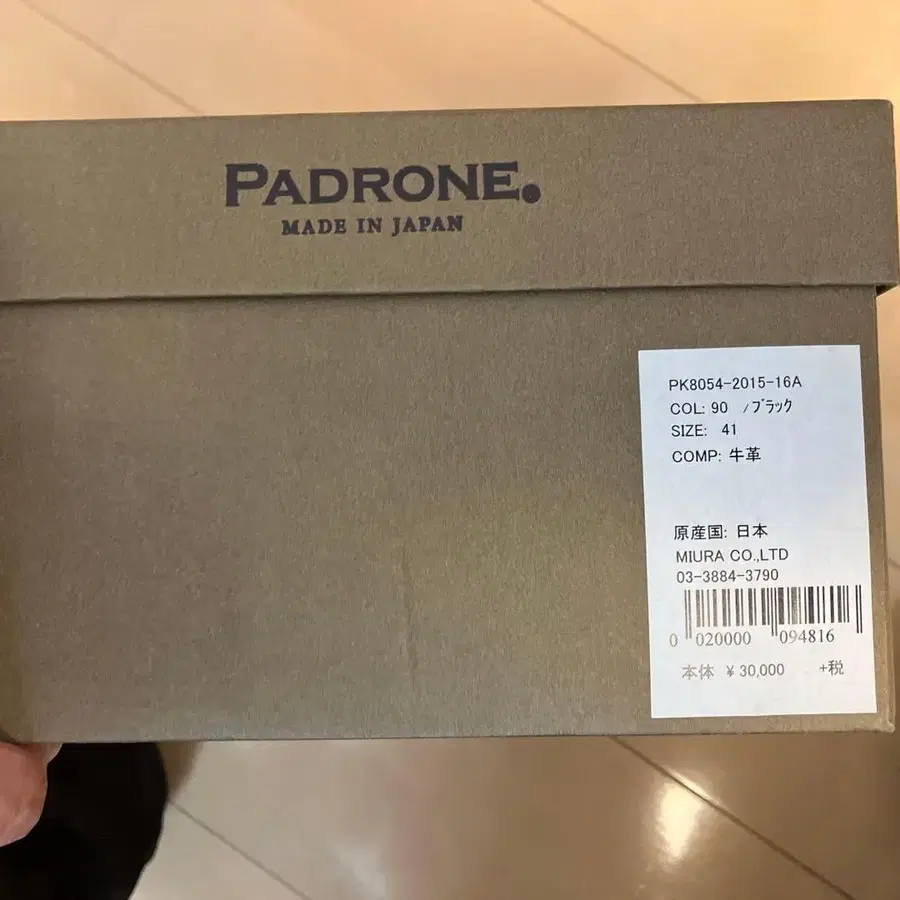 PADRONE.
MADE IN JAPAN
PK8054-2015-16A
COL: 90 /ブラック
SIZE: 41
COMP: 牛革
原産国: 日本
MIURA CO.,LTD
03-3884-3790
0 020000 094816
本体 ¥30,000 +税